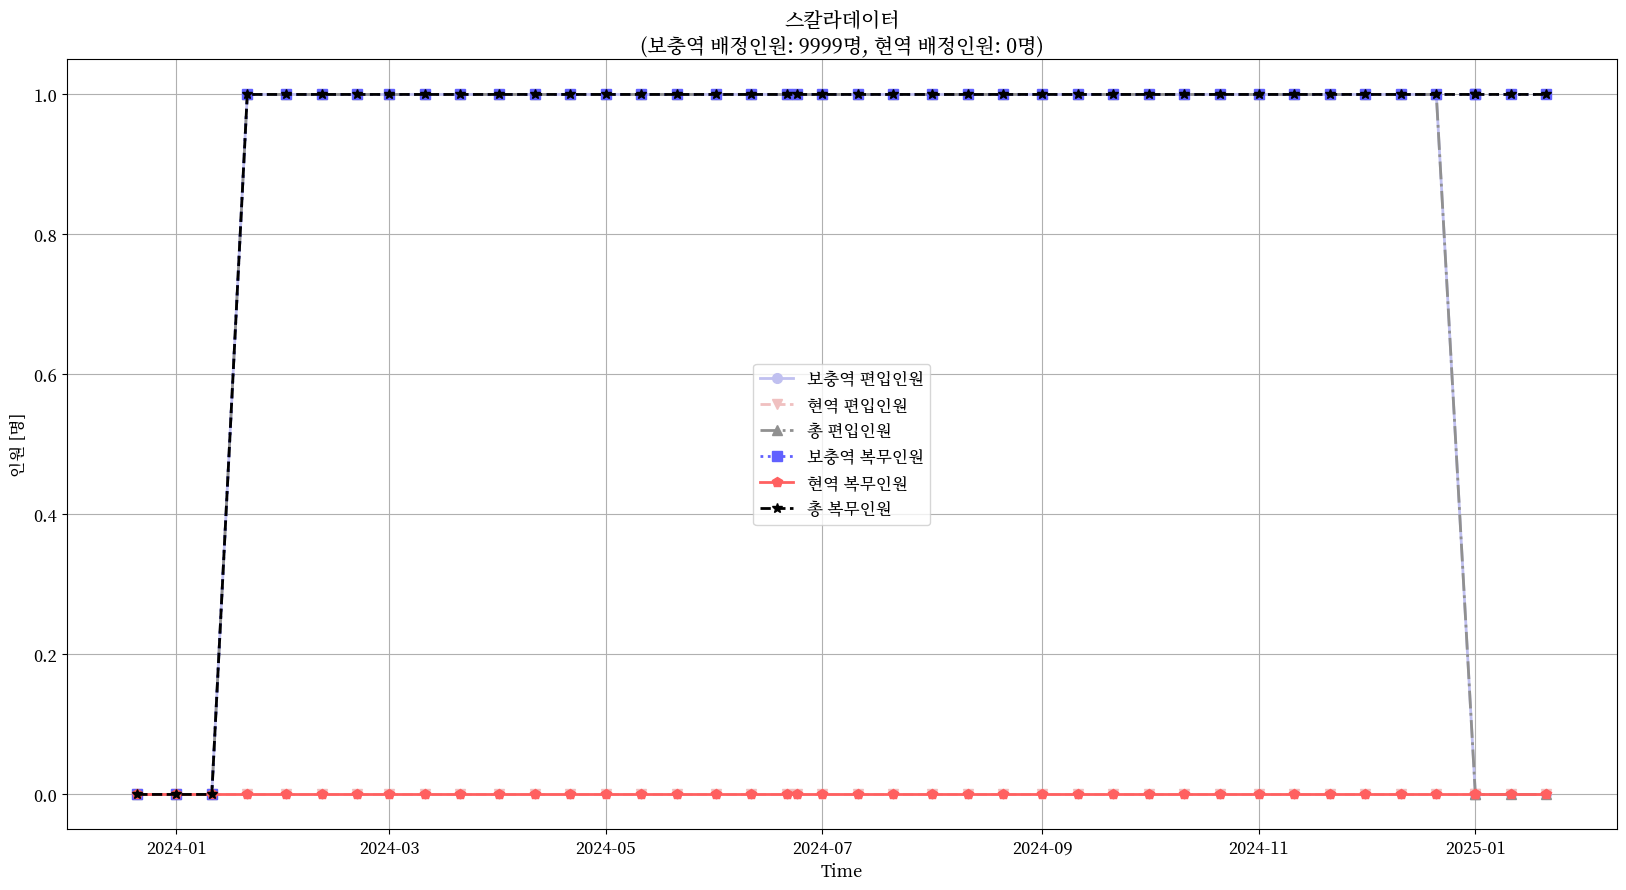 스칼라데이터
(보충역 배정인원: 9999명, 현역 배정인원: 0명)
인원 [명]
1.0
0.8
0.6
0.4
0.2
0.0
보충역 편입인원
현역 편입인원
총 편입인원
보충역 복무인원
현역 복무인원
총 복무인원
2024-01
2024-03
2024-05
2024-07
2024-09
2024-11
2025-01
Time